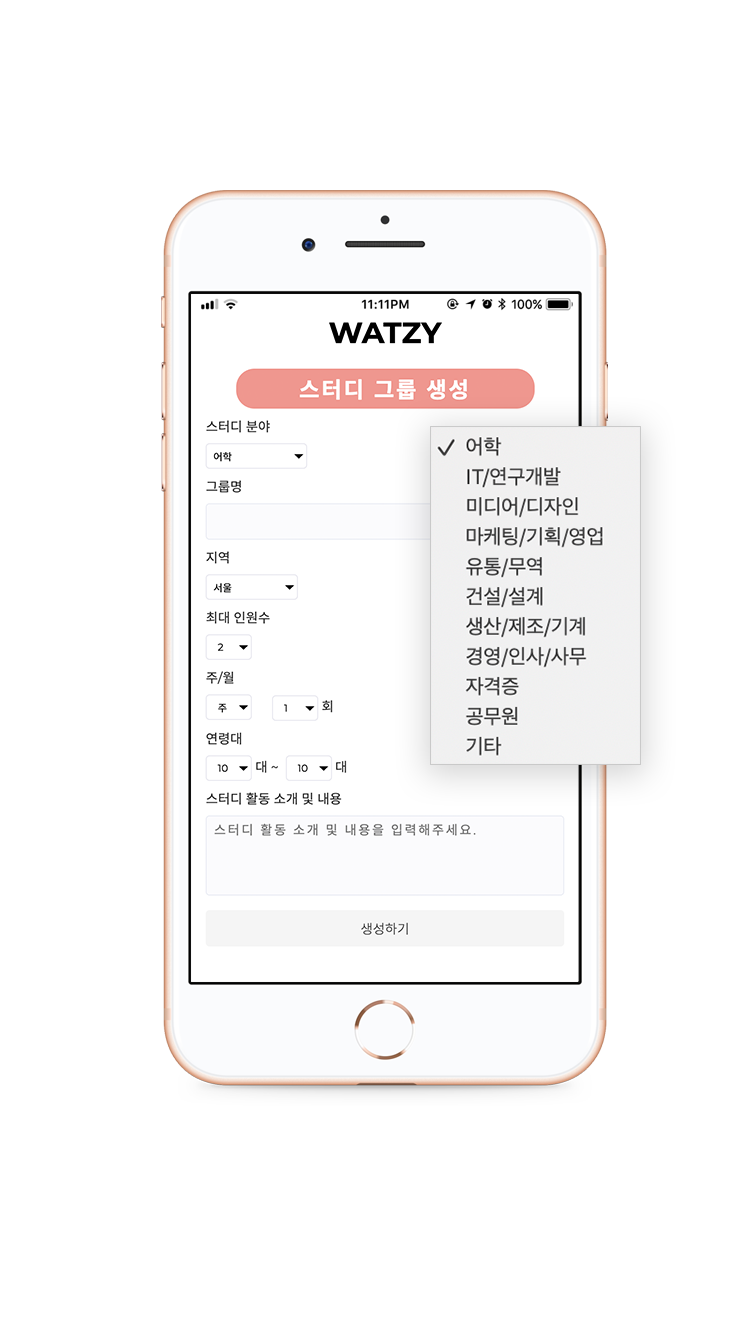 11:11PM 100%
WATZY
스터디 그룹 생성
스터디 분야
어학
그룹명
지역
서울
최대 인원수
2
주/월
주 1 회
연령대
10 대 ~ 10 대
스터디 활동 소개 및 내용
스터디 활동 소개 및 내용을 입력해주세요.
생성하기
어학
IT/연구개발
미디어/디자인
마케팅/기획/영업
유통/무역
건설/설계
생산/제조/기계
경영/인사/사무
자격증
공무원
기타